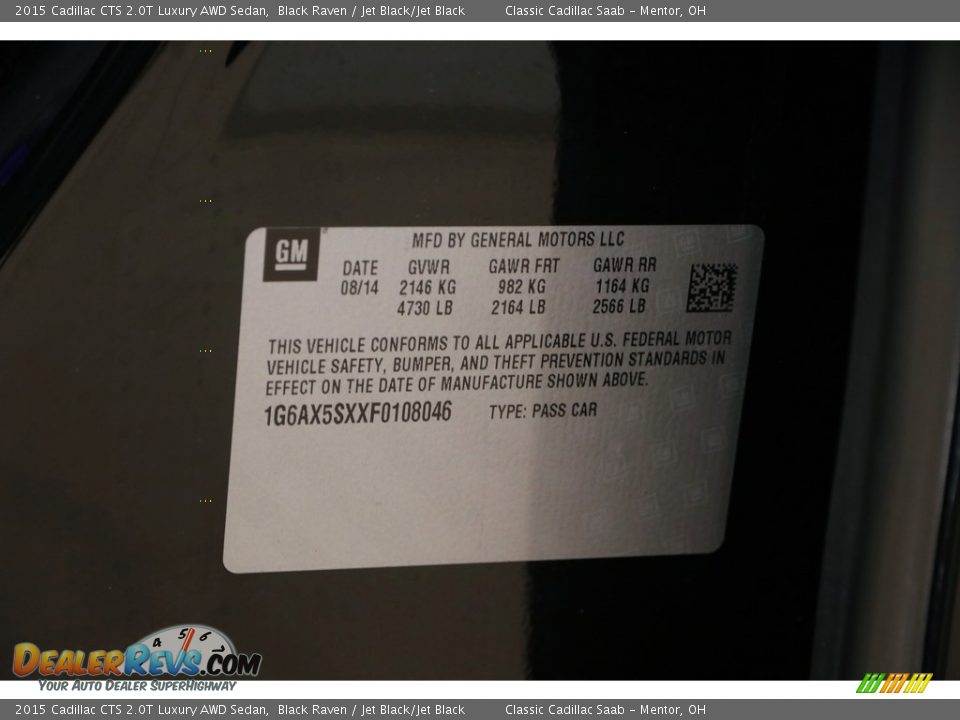 2015 Cadillac CTS 2.0T Luxury AWD Sedan, Black Raven / Jet Black/Jet Black Classic Cadillac Saab - Mentor, OH
GM
MFD BY GENERAL MOTORS LLC
DATE GVWR GAWR FRT GAWR RR
08/14 2146 KG 982 KG 1164 KG
4730 LB 2164 LB 2566 LB
THIS VEHICLE CONFORMS TO ALL APPLICABLE U.S. FEDERAL MOTOR
VEHICLE SAFETY, BUMPER, AND THEFT PREVENTION STANDARDS IN
EFFECT ON THE DATE OF MANUFACTURE SHOWN ABOVE.
1G6AX5SXXF0108046 TYPE: PASS CAR
4 5 6 7
DEALERREVS.COM
YOUR AUTO DEALER SUPERHIGHWAY
2015 Cadillac CTS 2.0T Luxury AWD Sedan, Black Raven / Jet Black/Jet Black Classic Cadillac Saab - Mentor, OH